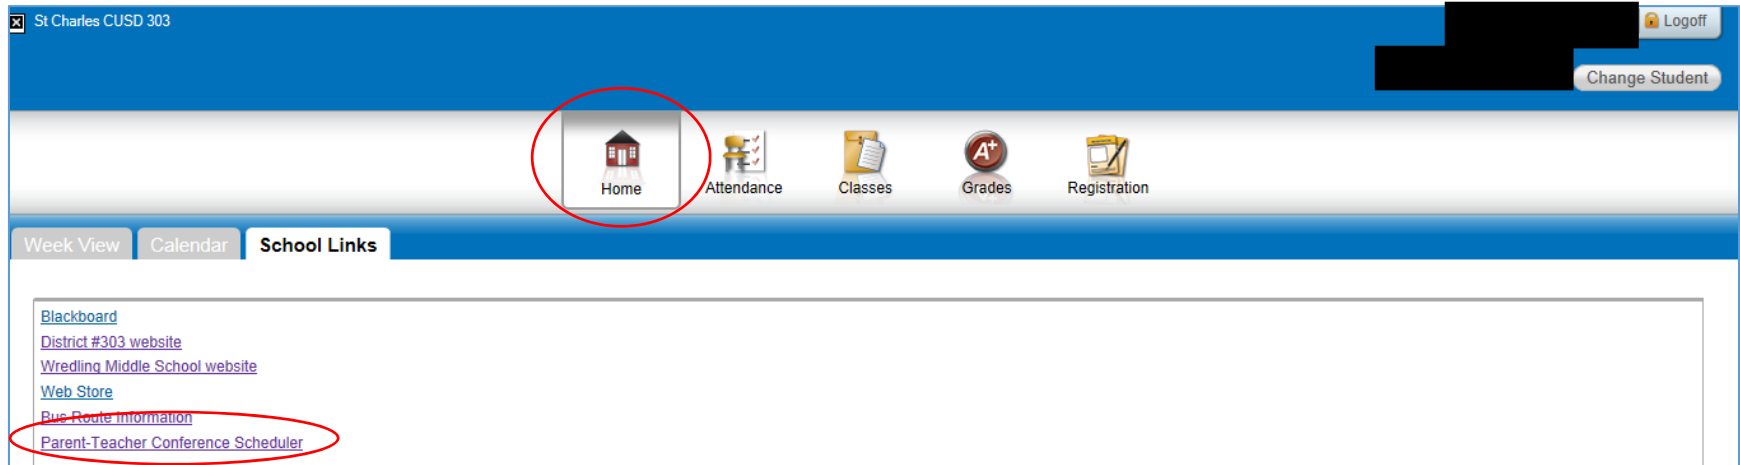 St Charles CUSD 303
Logoff
Change Student
Home
Attendance
Classes
A+
Grades
Registration
Week View
Calendar
School Links
Blackboard
District #303 website
Wredling Middle School website
Web Store
Bus Route Information
Parent-Teacher Conference Scheduler